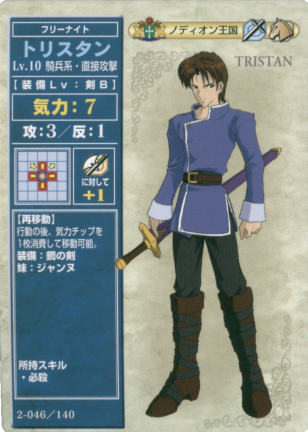 フリーナイト
トリスタン
Lv.10 騎兵系・直接攻撃
【装備Lv：剣B】
気力：7
攻：3／反：1
に対して
+1
【再移動】
行動の後、気力チップを
1枚消費して移動可能。
装備：鋼の剣
妹：ジャンヌ
所持スキル
・必殺
2-046/140
ノディオン王国
TRISTAN